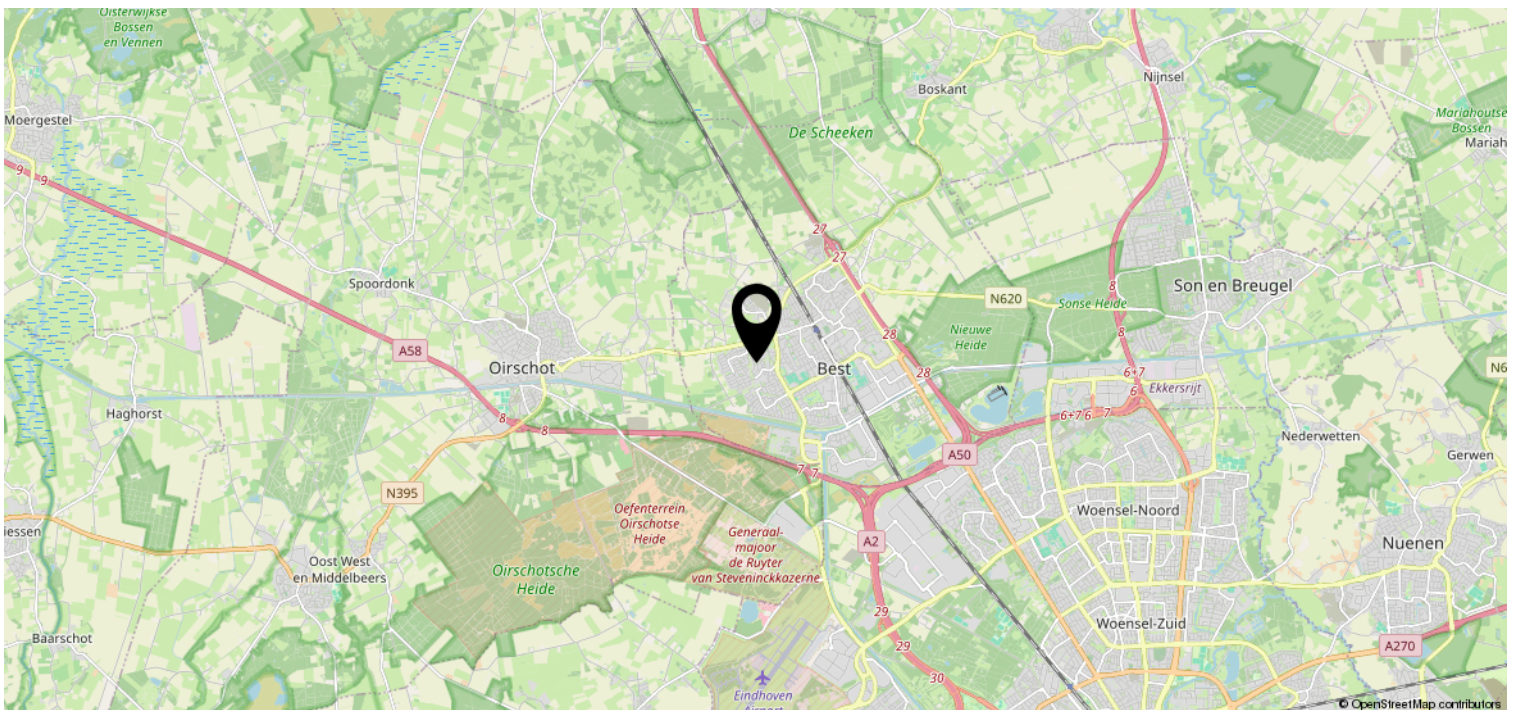 Oisterwijkse
Bossen
en Vennen
Nijnsel
Boskant
Moergestel
De Scheeken
Mariahoutse
Bossen
Mariah
9
9
27
27
Spoordonk
Son en Breugel
8
N620
Sonse Heide
Nieuwe
Heide
8
28
A58
Oirschot
Best
28
6+7
6
Ekkersrijt
N6
Haghorst
8
8
6+7
6
7
Nederwetten
A50
Gerwen
7
7
N395
Oefenterrein
Oirschotse
Heide
Woensel-Noord
iessen
Generaal-
majoor
de Ruyter
van Steveninckkazerne
A2
Nuenen
Oost West
en Middelbeers
Oirschotsche
Heide
29
Woensel-Zuid
Baarschot
29
A270
30
Eindhoven
Airport
© OpenStreetMap contributors